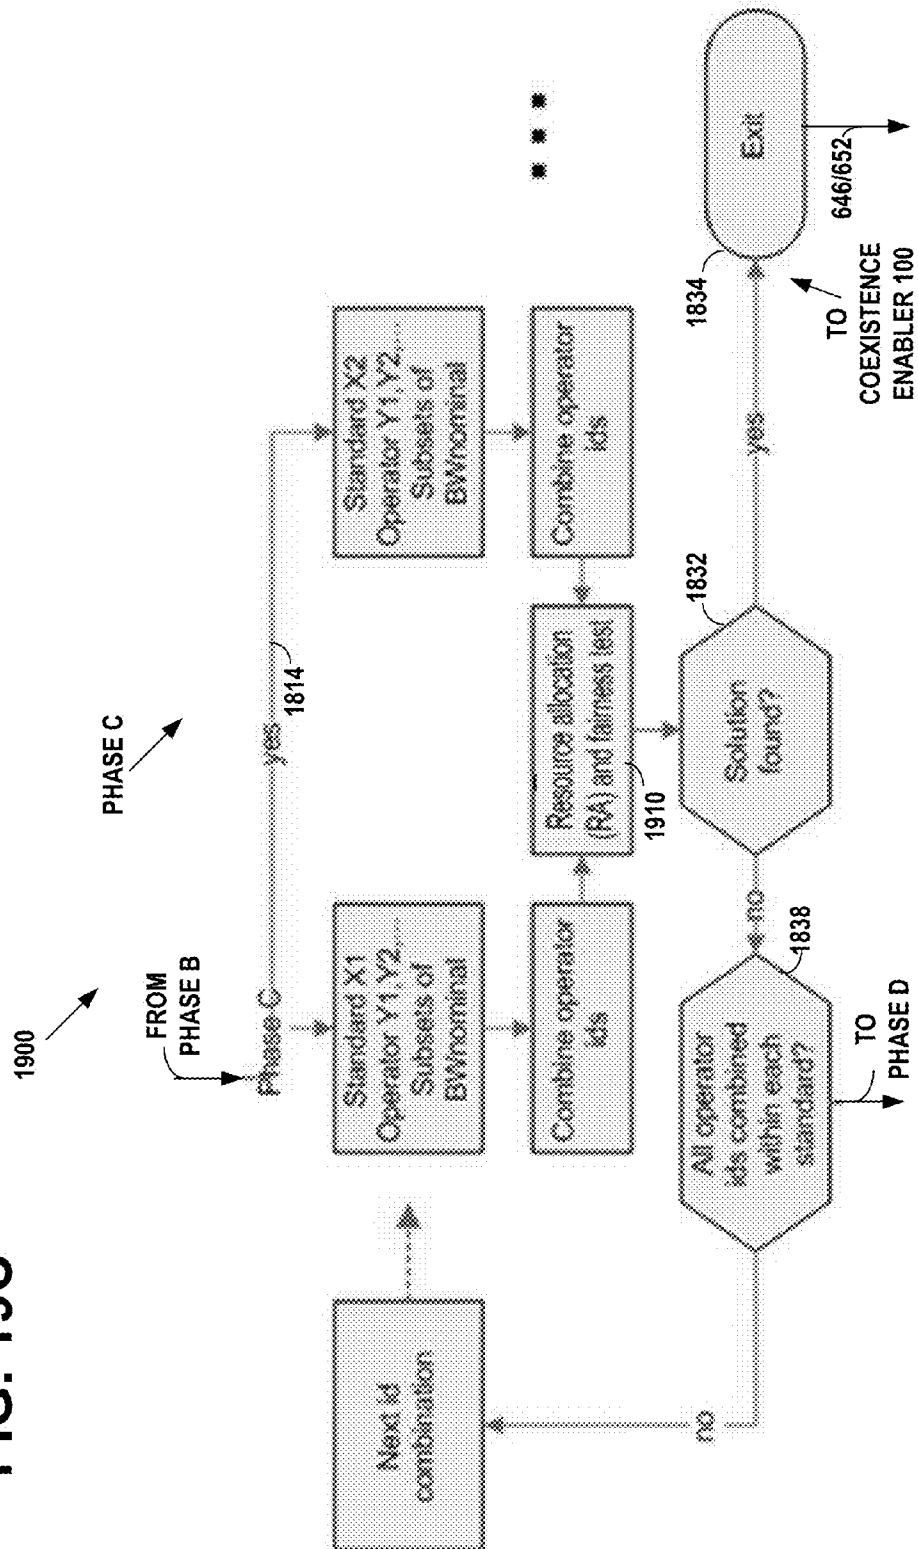 1900
PHASE C
FROM
PHASE B
Phase C
yes
1814
Next id
combination
Standard X1
Operator Y1,Y2,...
Subsets of
BWnominal
Standard X2
Operator Y1,Y2,...
Subsets of
BWnominal
Combine operator
ids
Resource allocation
(RA) and fairness test
1910
Combine operator
ids
no
All operator
ids combined
within each
standard?
1838
no
Solution
found?
1832
yes
Exit
1834
TO
PHASE D
TO
COEXISTENCE
ENABLER 100
646/652